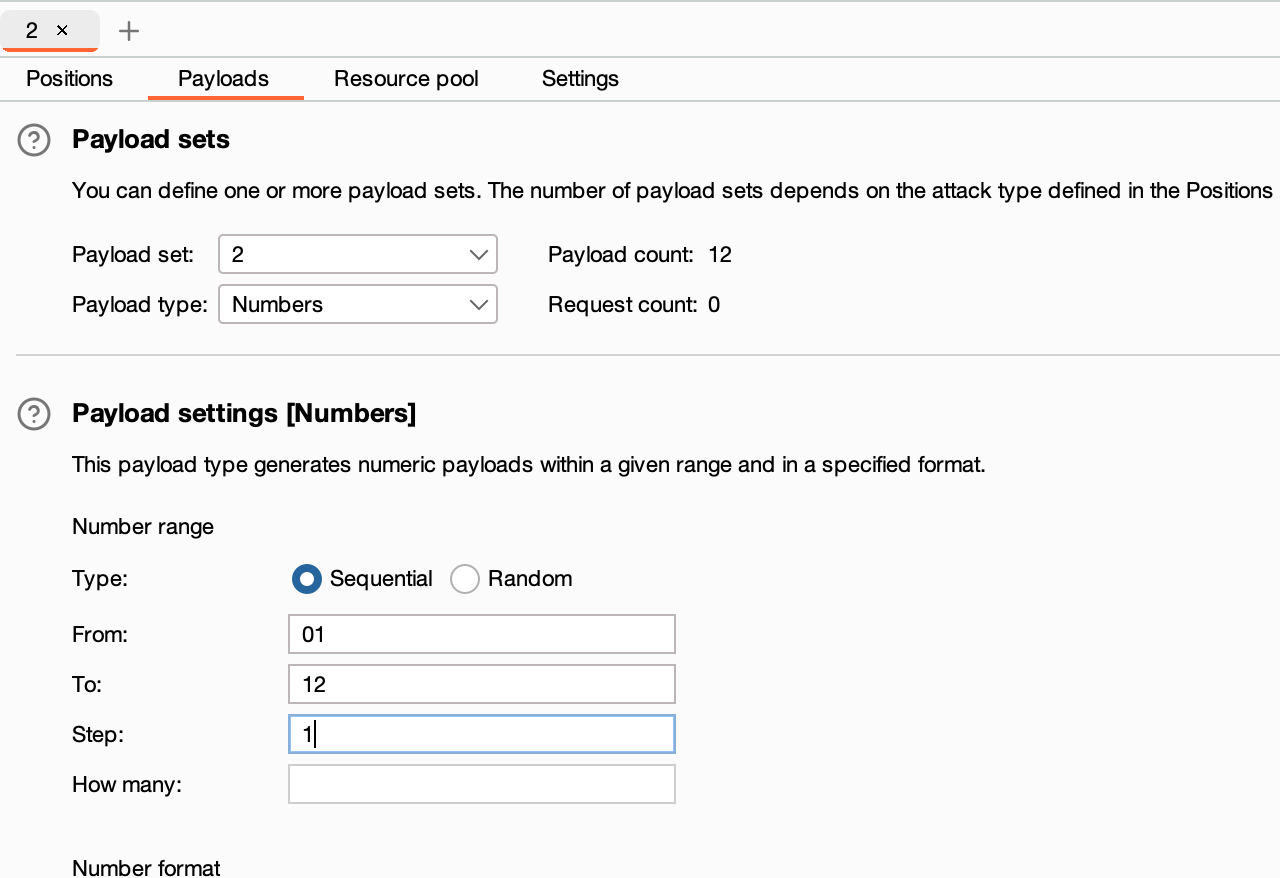 2 × +
Positions Payloads Resource pool Settings
? Payload sets
You can define one or more payload sets. The number of payload sets depends on the attack type defined in the Positions
Payload set: 2 Payload count: 12
Payload type: Numbers Request count: 0
? Payload settings [Numbers]
This payload type generates numeric payloads within a given range and in a specified format.
Number range
Type: Sequential Random
From: 01
To: 12
Step: 1
How many:
Number format